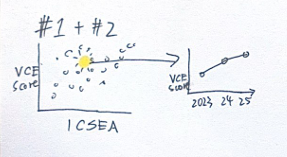 #1 + #2
VCE
Score
ICSEA
VCE
Score
2023 24 25